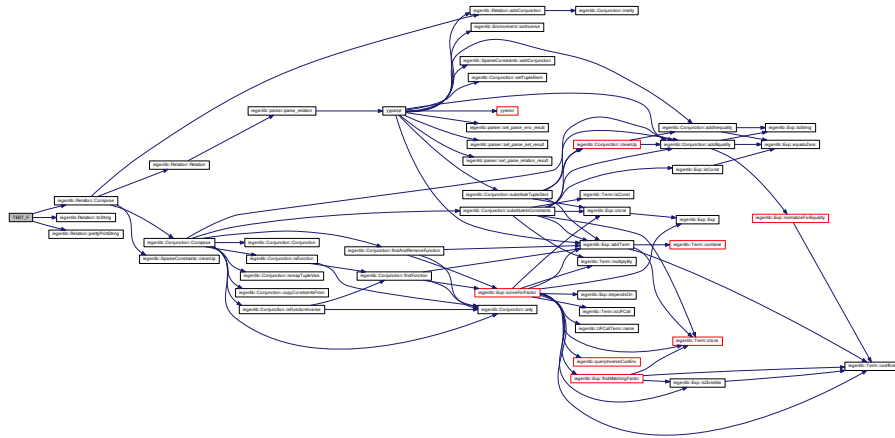 TEST_F
iegenlib::Relation::Compose
iegenlib::Relation::toString
iegenlib::Relation::prettyPrintString
iegenlib::Relation::Relation
iegenlib::Conjunction::Compose
iegenlib::SparseConstraints::cleanUp
iegenlib::parser::parse_relation
iegenlib::Conjunction::Conjunction
iegenlib::Conjunction::isFunction
iegenlib::Conjunction::remapTupleVars
iegenlib::Conjunction::copyConstraintsFrom
iegenlib::Conjunction::isFunctionInverse
yyparse
iegenlib::Conjunction::findAndRemoveFunction
iegenlib::Conjunction::findFunction
iegenlib::Relation::addConjunction
iegenlib::Environment::setInverse
iegenlib::SparseConstraints::addConjunction
iegenlib::Conjunction::setTupleElem
yyerror
iegenlib::parser::set_parse_env_result
iegenlib::parser::set_parse_set_result
iegenlib::parser::set_parse_relation_result
iegenlib::Conjunction::substituteTupleDecl
iegenlib::Conjunction::substituteInConstraints
iegenlib::Exp::solveForFactor
iegenlib::Conjunction::arity
iegenlib::Conjunction::inarity
iegenlib::Conjunction::cleanUp
iegenlib::Term::isConst
iegenlib::Exp::clone
iegenlib::Exp::addTerm
iegenlib::Term::multiplyBy
iegenlib::Exp::dependsOn
iegenlib::Term::isUFCall
iegenlib::UFCallTerm::name
iegenlib::queryInverseCurrEnv
iegenlib::Exp::findMatchingFactor
iegenlib::Conjunction::addInequality
iegenlib::Conjunction::addEquality
iegenlib::Exp::isConst
iegenlib::Exp::Exp
iegenlib::Term::combine
iegenlib::Term::clone
iegenlib::Exp::isDivisible
iegenlib::Exp::toString
iegenlib::Exp::equalsZero
iegenlib::Exp::normalizeForEquality
iegenlib::Term::coefficient